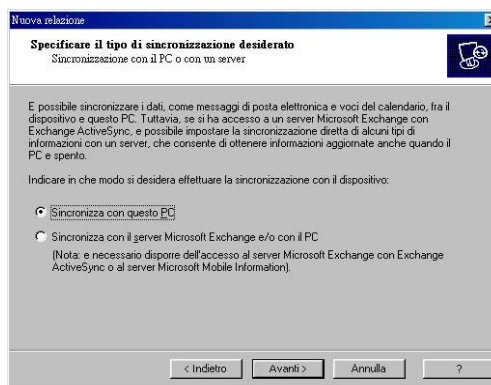 Nuova relazione
Specificare il tipo di sincronizzazione desiderato
Sincronizzazione con il PC o con un server
E possibile sincronizzare i dati, come messaggi di posta elettronica e voci del calendario, fra il
dispositivo e questo PC. Tuttavia, se si ha accesso a un server Microsoft Exchange con
Exchange ActiveSync, e possibile impostare la sincronizzazione diretta di alcuni tipi di
informazioni con un server, che consente di ottenere informazioni aggiornate anche quando il
PC e spento.
Indicare in che modo si desidera effettuare la sincronizzazione con il dispositivo:
Sincronizza con questo PC
Sincronizza con il server Microsoft Exchange e/o con il PC
(Nota: e necessario disporre dell'accesso al server Microsoft Exchange con Exchange
ActiveSync o al server Microsoft Mobile Information).
< Indietro Avanti > Annulla ?